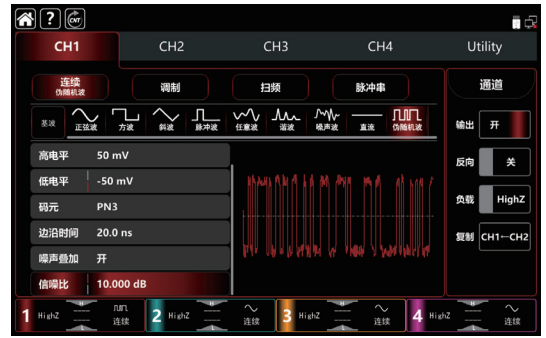 ? CNT
CH1 CH2 CH3 CH4 Utility
连续
伪随机波
调制 扫频 脉冲串 通道
基波 正弦波 方波 斜波 脉冲波 任意波 谐波 噪声波 直流 伪随机波
输出 开
高电平 50 mV
反向 关
低电平 -50 mV
码元 PN3
负载 HighZ
边沿时间 20.0 ns
复制 CH1←CH2
噪声叠加 开
信噪比 10.000 dB
1 HighZ H L 连续 2 HighZ H L 连续 3 HighZ H L 连续 4 HighZ H L 连续